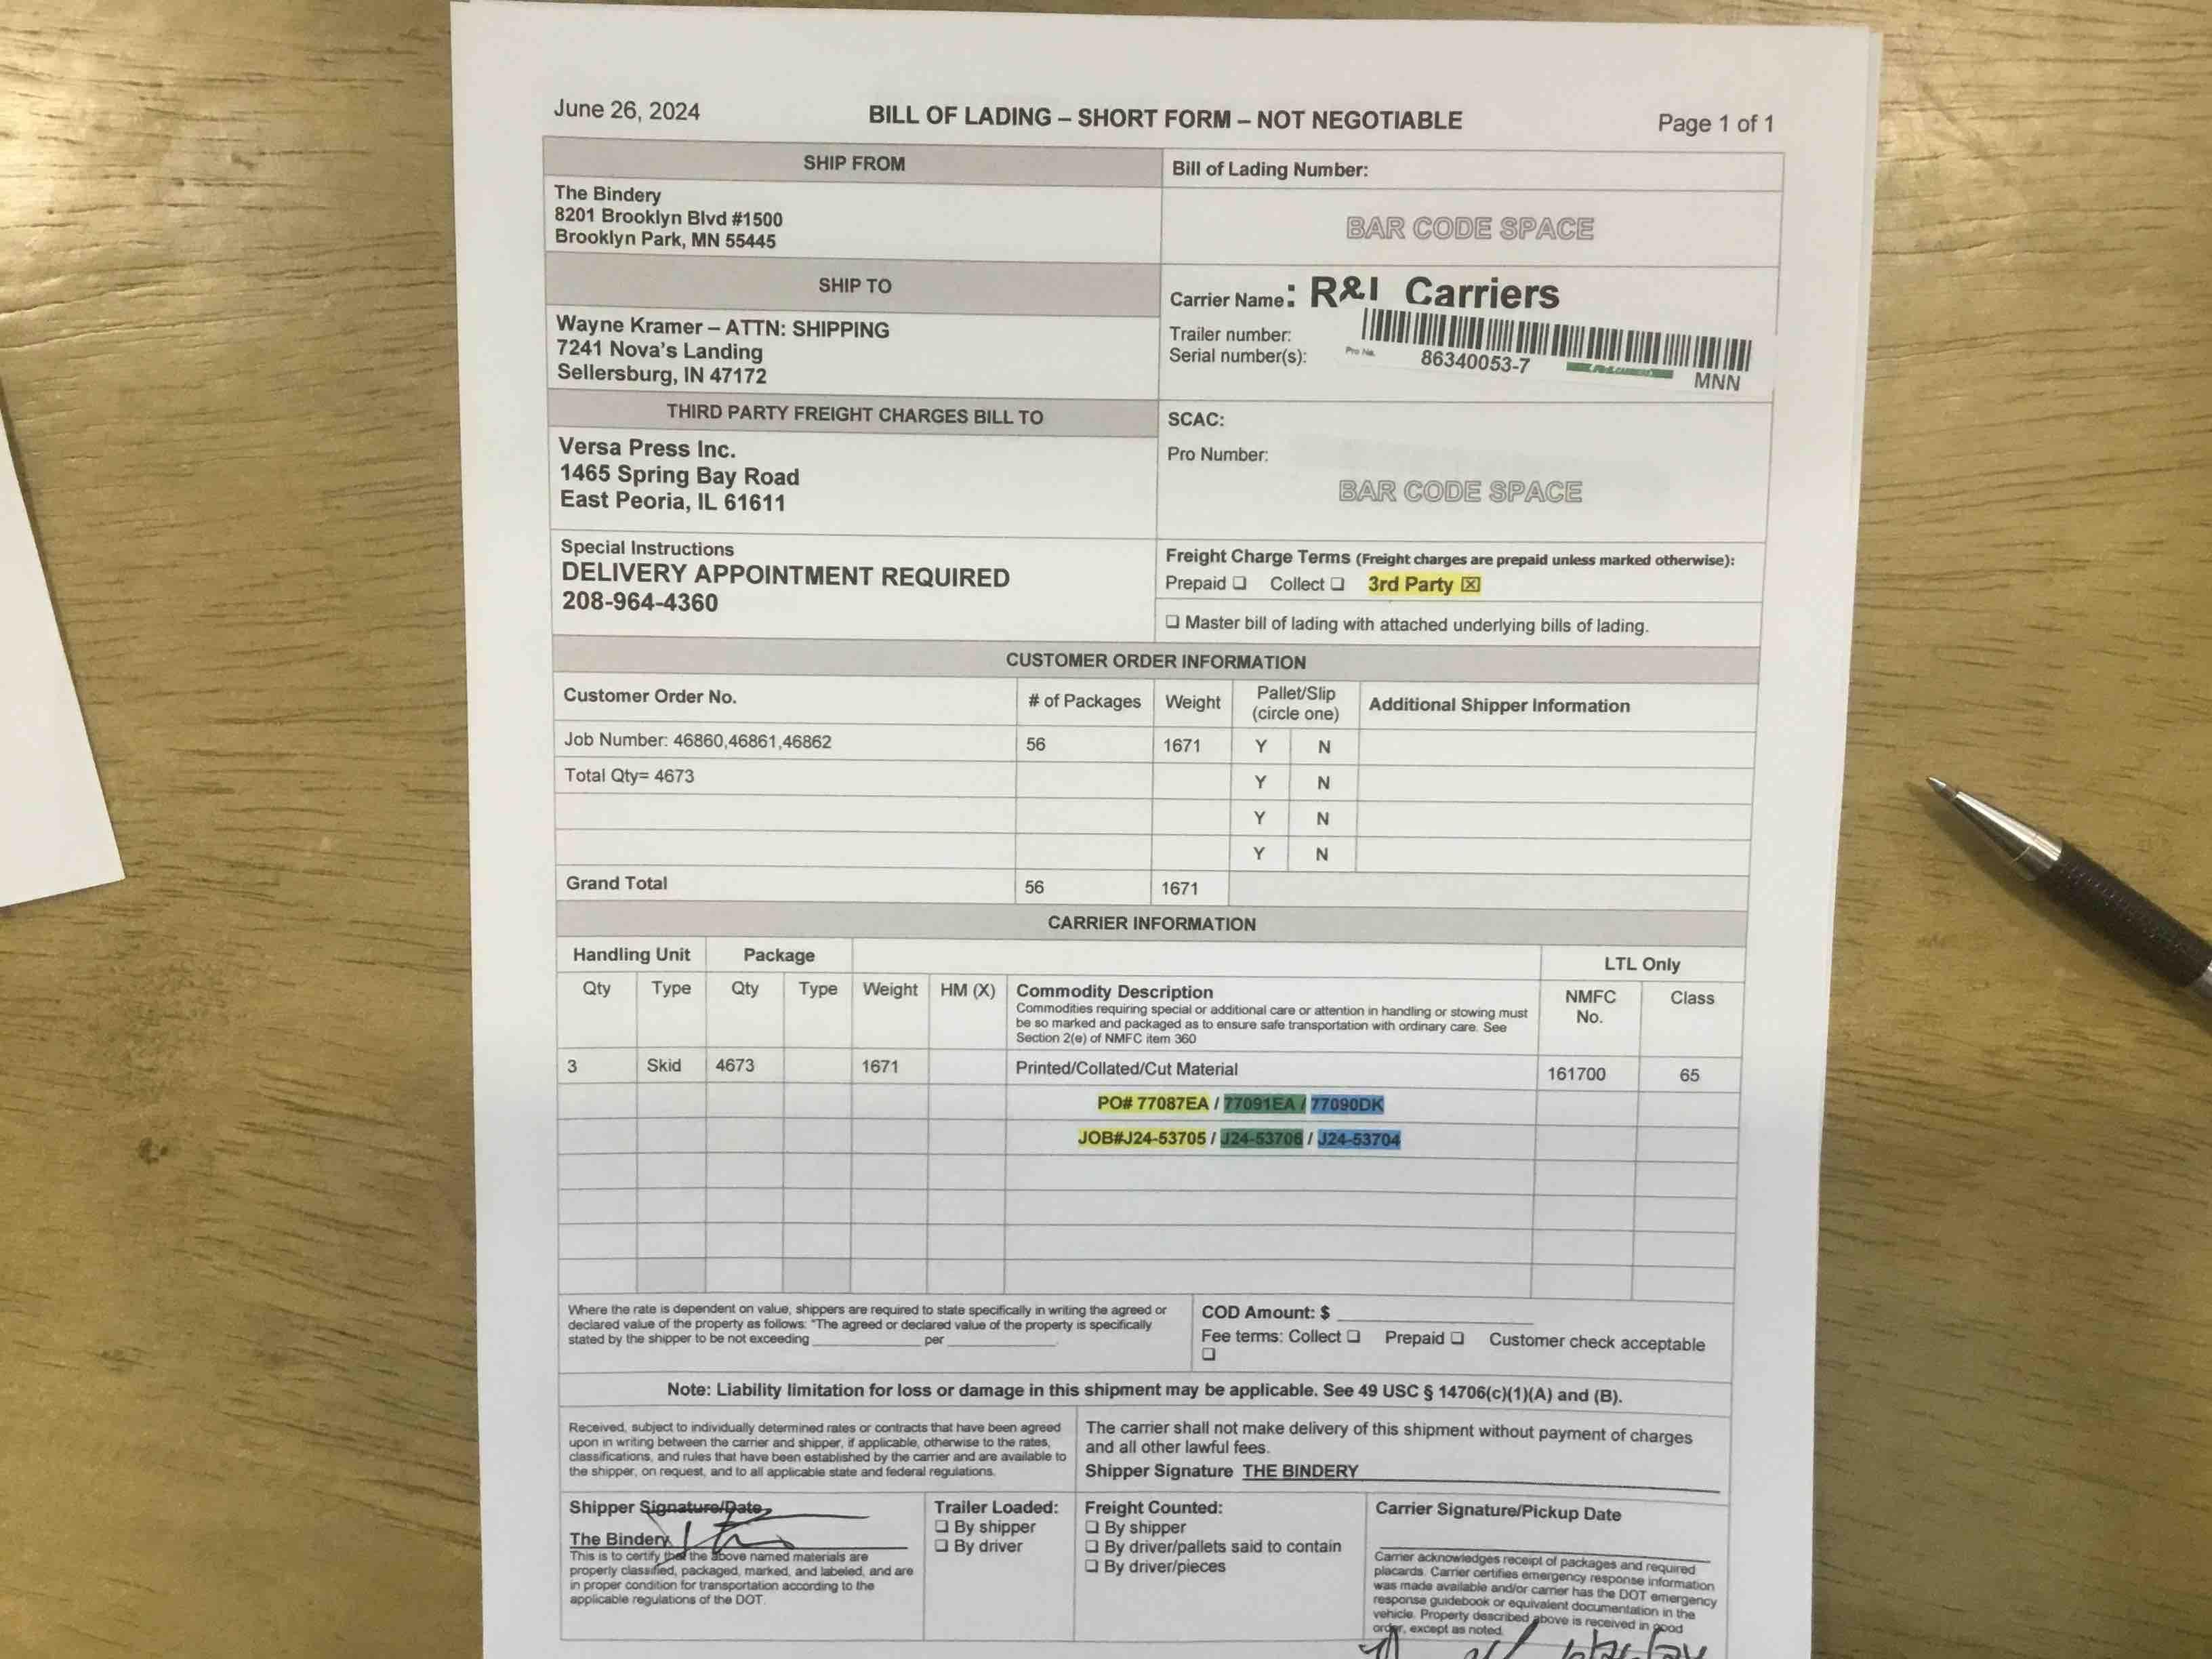 June 26, 2024
BILL OF LADING – SHORT FORM – NOT NEGOTIABLE
Page 1 of 1
SHIP FROM
The Bindery
8201 Brooklyn Blvd #1500
Brooklyn Park, MN 55445
Bill of Lading Number:
BAR CODE SPACE
SHIP TO
Wayne Kramer – ATTN: SHIPPING
7241 Nova's Landing
Sellersburg, IN 47172
Carrier Name: R&I Carriers
Trailer number:
Serial number(s):
Pro No.
86340053-7
MNN
THIRD PARTY FREIGHT CHARGES BILL TO
Versa Press Inc.
1465 Spring Bay Road
East Peoria, IL 61611
SCAC:
Pro Number:
BAR CODE SPACE
Special Instructions
DELIVERY APPOINTMENT REQUIRED
208-964-4360
Freight Charge Terms (Freight charges are prepaid unless marked otherwise):
Prepaid ❑ Collect ❑ 3rd Party ☒
❑ Master bill of lading with attached underlying bills of lading.
CUSTOMER ORDER INFORMATION
Customer Order No. # of Packages Weight Pallet/Slip (circle one) Additional Shipper Information
Job Number: 46860,46861,46862 56 1671 Y N
Total Qty= 4673 Y N
Y N
Y N
Grand Total 56 1671
CARRIER INFORMATION
Handling Unit Package LTL Only
Qty Type Qty Type Weight HM (X) Commodity Description NMFC No. Class
Commodities requiring special or additional care or attention in handling or stowing must
be so marked and packaged as to ensure safe transportation with ordinary care. See
Section 2(e) of NMFC item 360
3 Skid 4673 1671 Printed/Collated/Cut Material 161700 65
PO# 77087EA / 77091EA / 77090DK
JOB#J24-53705 / J24-53706 / J24-53704
Where the rate is dependent on value, shippers are required to state specifically in writing the agreed or
declared value of the property as follows: "The agreed or declared value of the property is specifically
stated by the shipper to be not exceeding ____________ per ____________.
COD Amount: $ ____________
Fee terms: Collect ❑ Prepaid ❑ Customer check acceptable
❑
Note: Liability limitation for loss or damage in this shipment may be applicable. See 49 USC § 14706(c)(1)(A) and (B).
Received, subject to individually determined rates or contracts that have been agreed
upon in writing between the carrier and shipper, if applicable, otherwise to the rates,
classifications, and rules that have been established by the carrier and are available to
the shipper, on request, and to all applicable state and federal regulations.
The carrier shall not make delivery of this shipment without payment of charges
and all other lawful fees.
Shipper Signature THE BINDERY
Shipper Signature/Date
The Bindery
This is to certify that the above named materials are
properly classified, packaged, marked, and labeled, and are
in proper condition for transportation according to the
applicable regulations of the DOT.
Trailer Loaded:
❑ By shipper
❑ By driver
Freight Counted:
❑ By shipper
❑ By driver/pallets said to contain
❑ By driver/pieces
Carrier Signature/Pickup Date
Carrier acknowledges receipt of packages and required
placards. Carrier certifies emergency response information
was made available and/or carrier has the DOT emergency
response guidebook or equivalent documentation in the
vehicle. Property described above is received in good
order, except as noted.